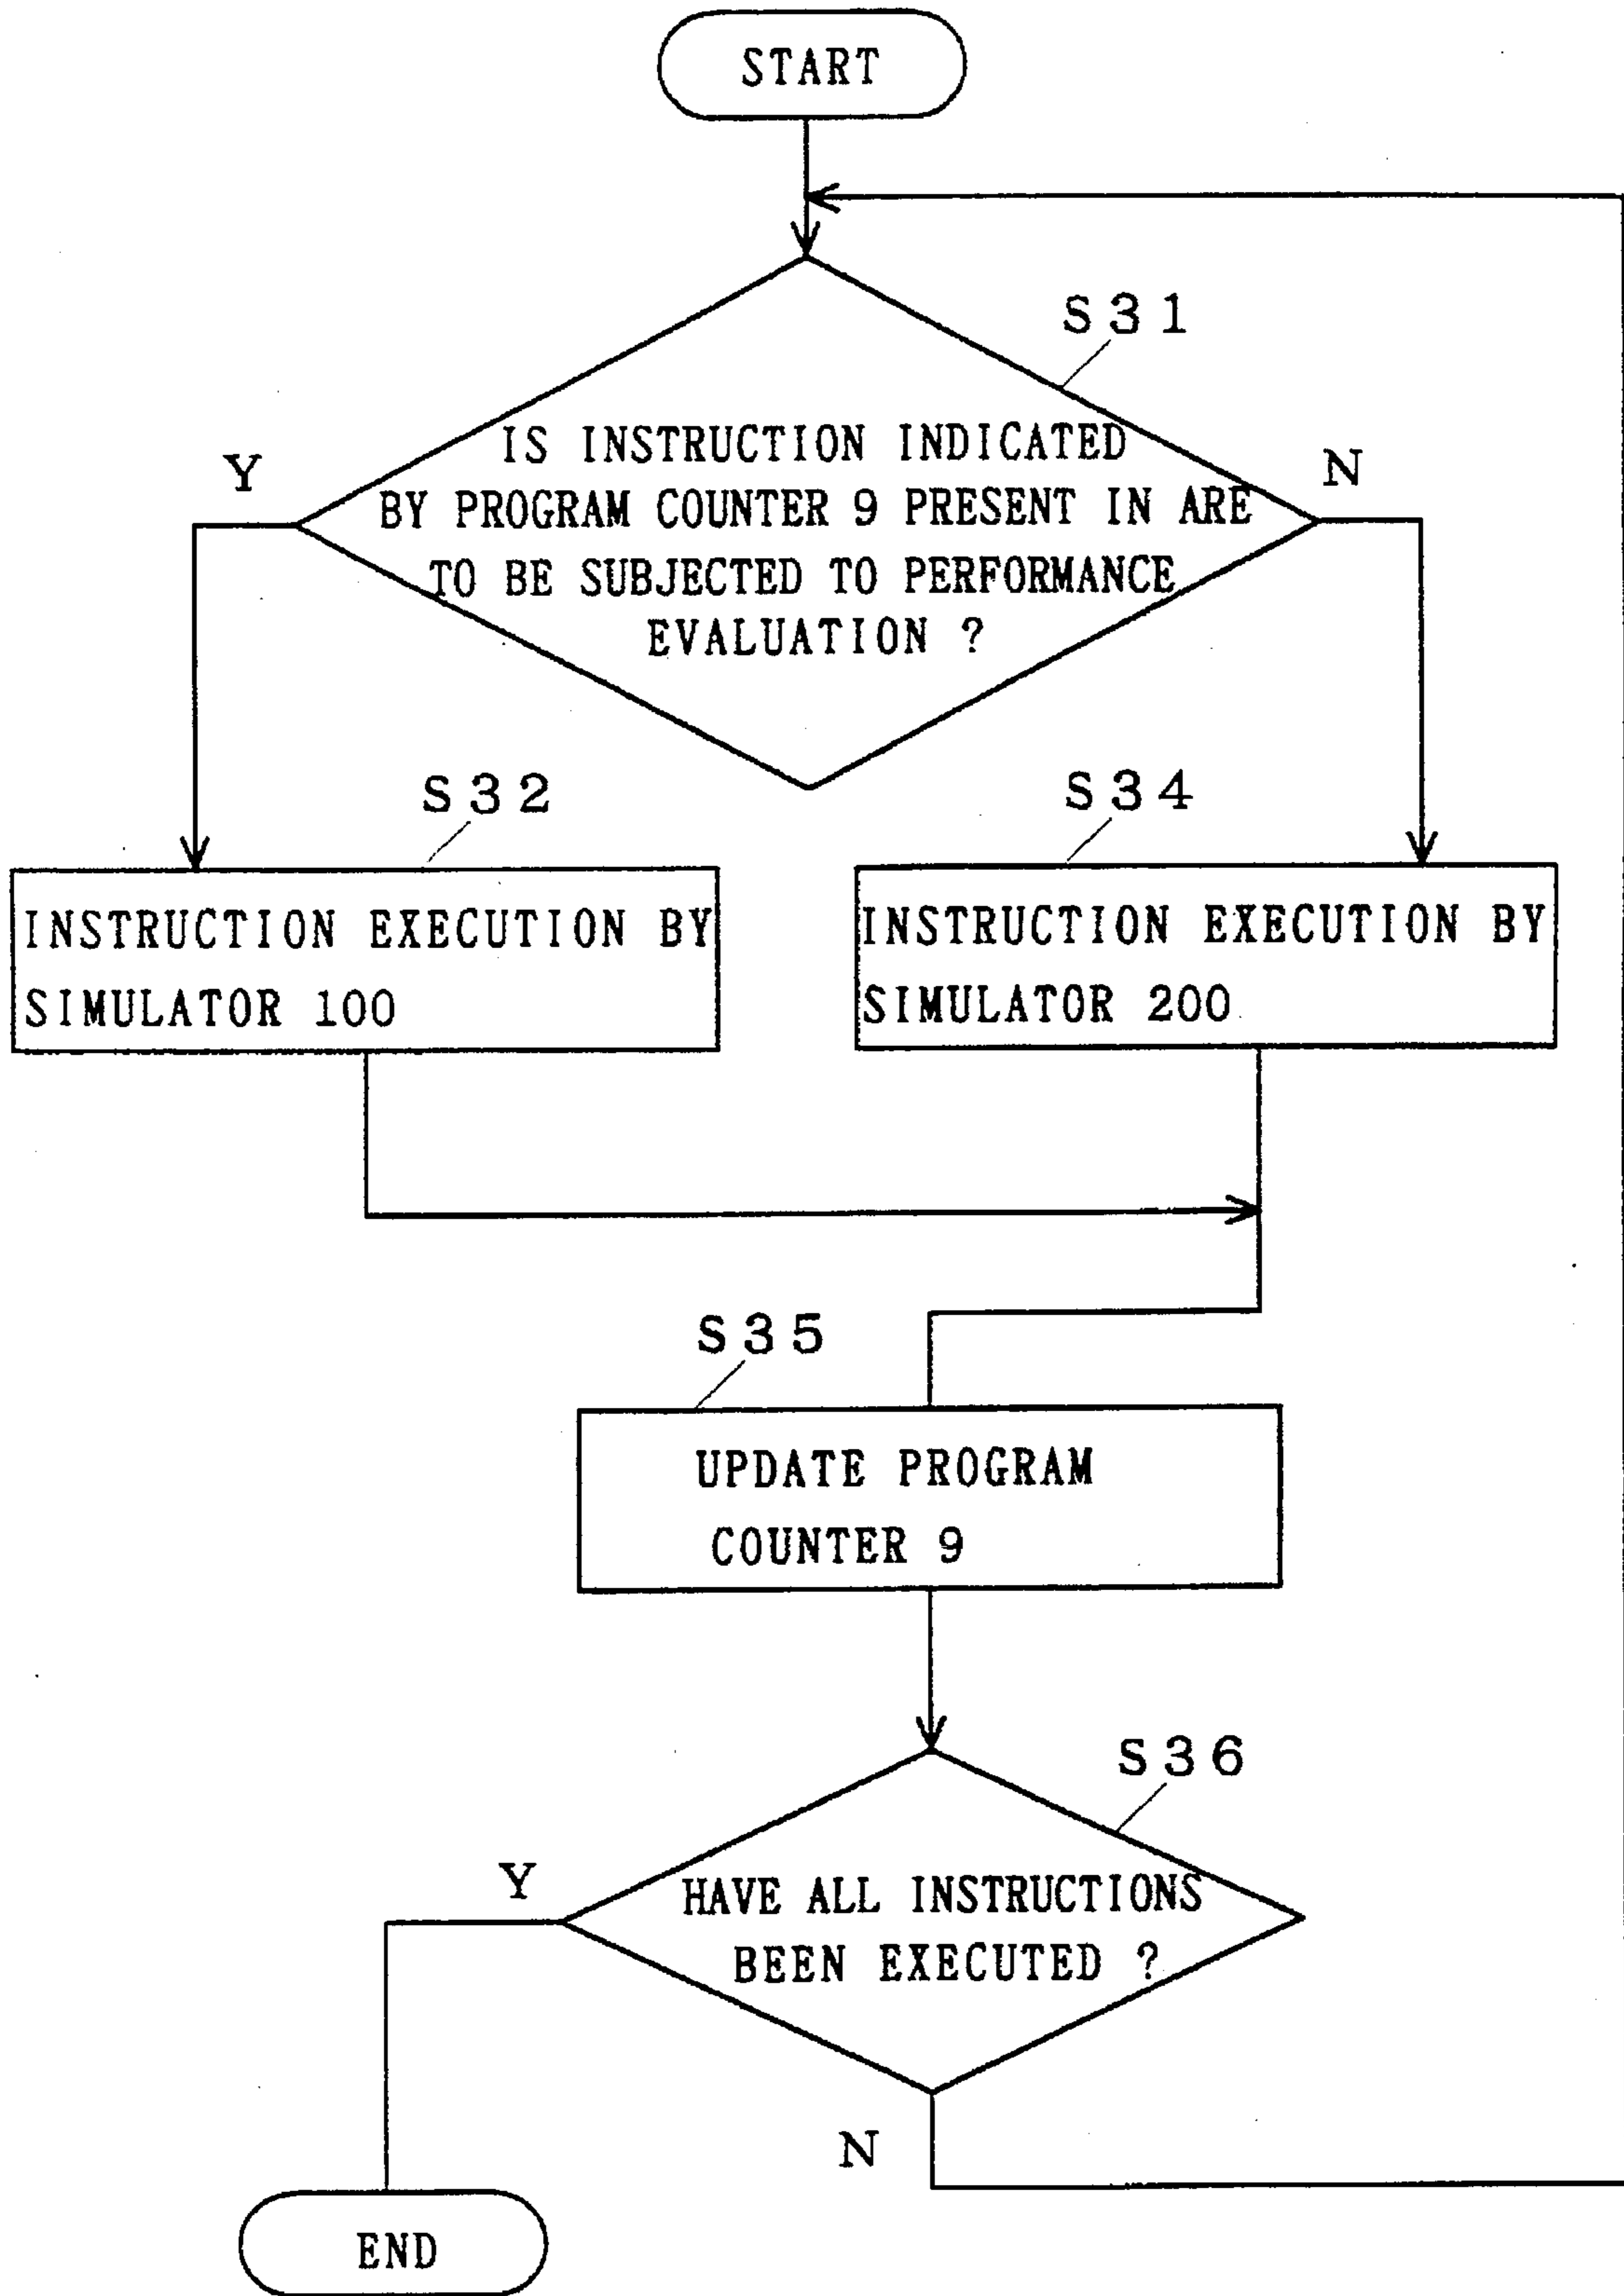 START
S31
IS INSTRUCTION INDICATED
BY PROGRAM COUNTER 9 PRESENT IN ARE
TO BE SUBJECTED TO PERFORMANCE
EVALUATION ?
Y
N
S32
INSTRUCTION EXECUTION BY
SIMULATOR 100
S34
INSTRUCTION EXECUTION BY
SIMULATOR 200
S35
UPDATE PROGRAM
COUNTER 9
S36
HAVE ALL INSTRUCTIONS
BEEN EXECUTED ?
Y
N
END